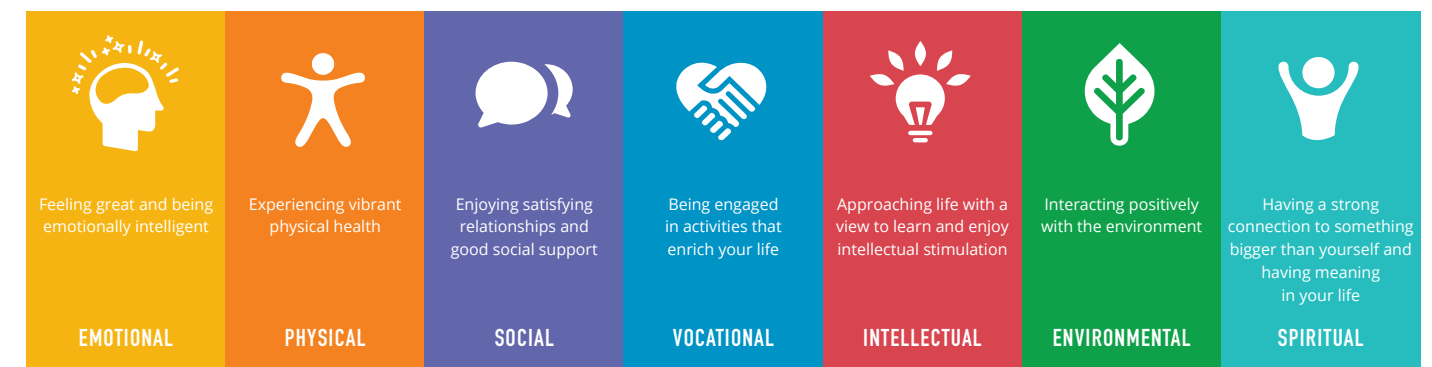 Feeling great and being
emotionally intelligent
EMOTIONAL
Experiencing vibrant
physical health
PHYSICAL
Enjoying satisfying
relationships and
good social support
SOCIAL
Being engaged
in activities that
enrich your life
VOCATIONAL
Approaching life with a
view to learn and enjoy
intellectual stimulation
INTELLECTUAL
Interacting positively
with the environment
ENVIRONMENTAL
Having a strong
connection to something
bigger than yourself and
having meaning
in your life
SPIRITUAL